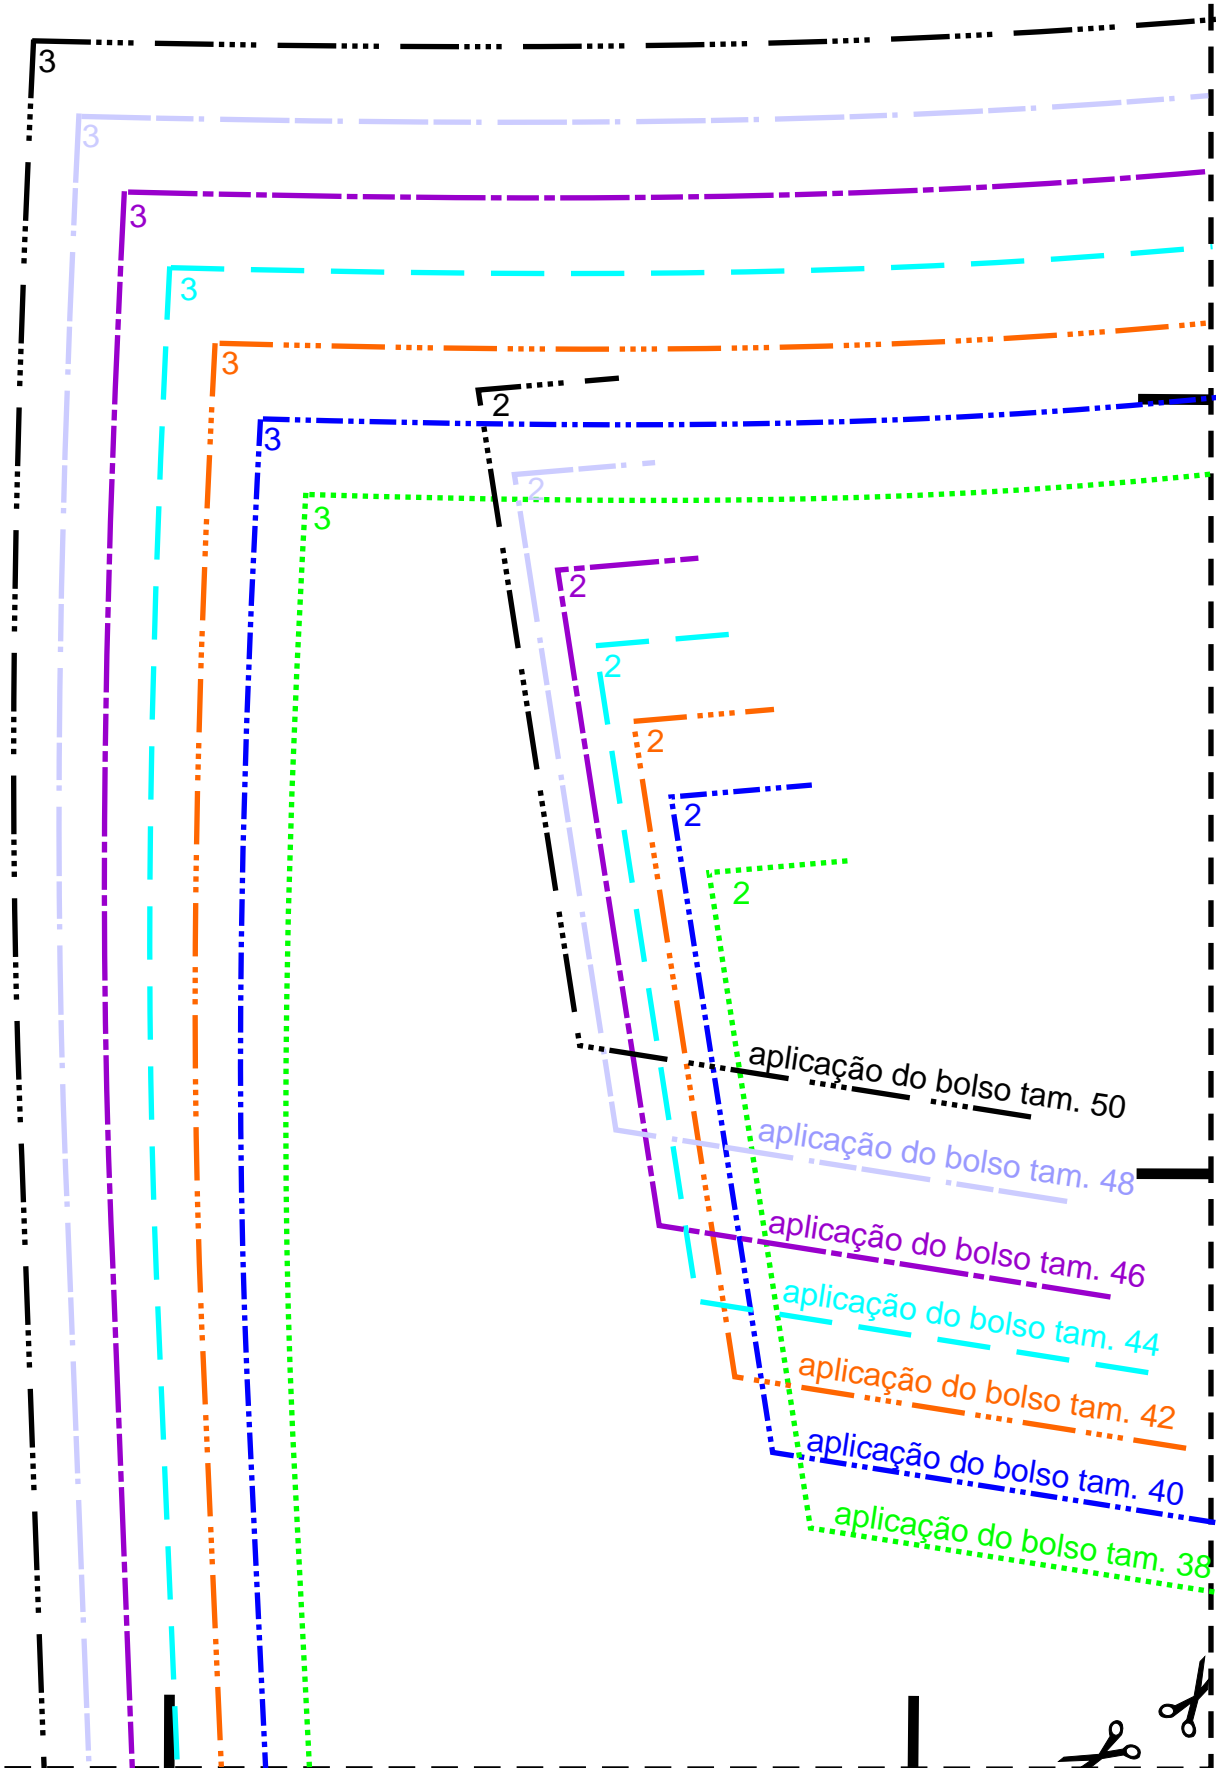 3
3
3
3
3
2
3
2
3
2
2
2
2
2
aplicação do bolso tam. 50
aplicação do bolso tam. 48
aplicação do bolso tam. 46
aplicação do bolso tam. 44
aplicação do bolso tam. 42
aplicação do bolso tam. 40
aplicação do bolso tam. 38